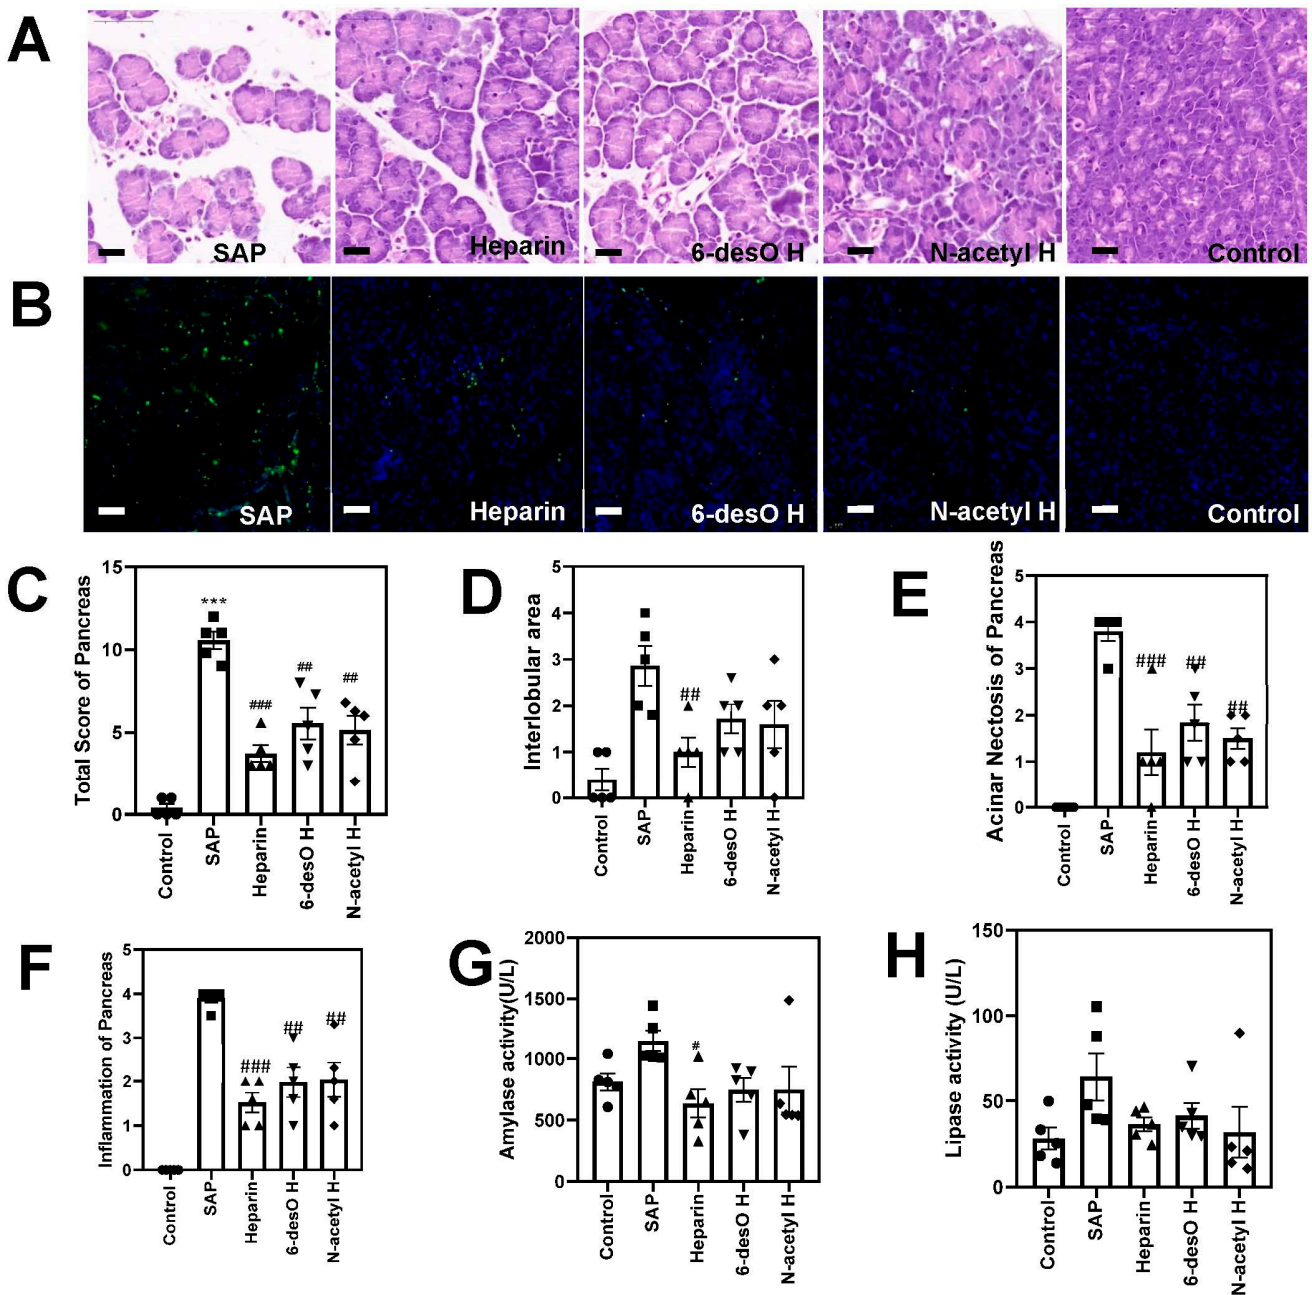 A
SAP
Heparin
6-desO H
N-acetyl H
Control
B
SAP
Heparin
6-desO H
N-acetyl H
Control
C
Total Score of Pancreas
15
10
5
0
***
###
##
##
Control
SAP
Heparin
6-desO H
N-acetyl H
D
Interlobular area
5
4
3
2
1
0
##
Control
SAP
Heparin
6-desO H
N-acetyl H
E
Acinar Nectosis of Pancreas
5
4
3
2
1
0
###
##
##
Control
SAP
Heparin
6-desO H
N-acetyl H
F
Inflammation of Pancreas
5
4
3
2
1
0
###
##
##
Control
SAP
Heparin
6-desO H
N-acetyl H
G
Amylase activity(U/L)
2000
1500
1000
500
0
#
Control
SAP
Heparin
6-desO H
N-acetyl H
H
Lipase activity (U/L)
150
100
50
0
Control
SAP
Heparin
6-desO H
N-acetyl H